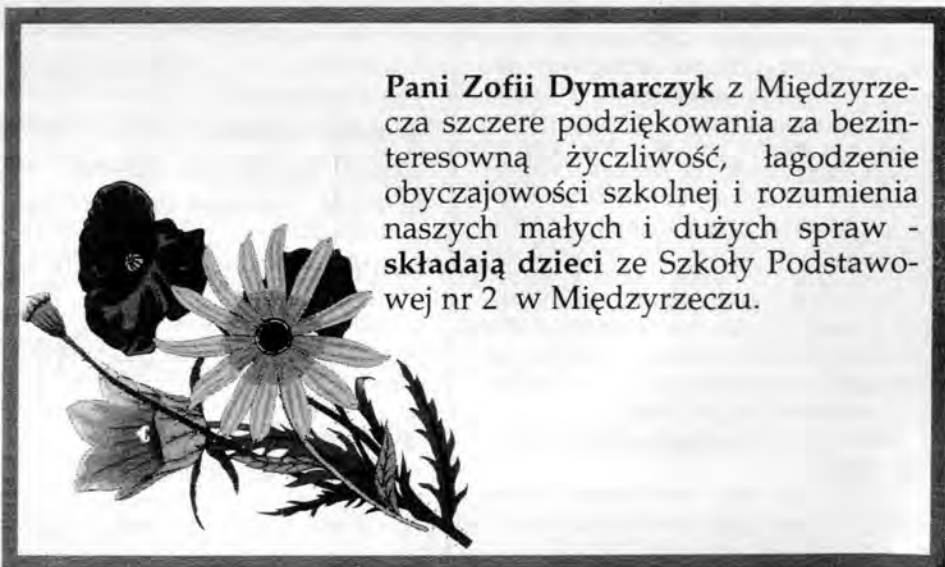 Pani Zofii Dymarczyk z Międzyrze-
cza szczere podziękowania za bezin-
teresowną życzliwość, łagodzenie
obyczajowości szkolnej i rozumienia
naszych małych i dużych spraw -
składają dzieci ze Szkoły Podstawo-
wej nr 2 w Międzyrzeczu.